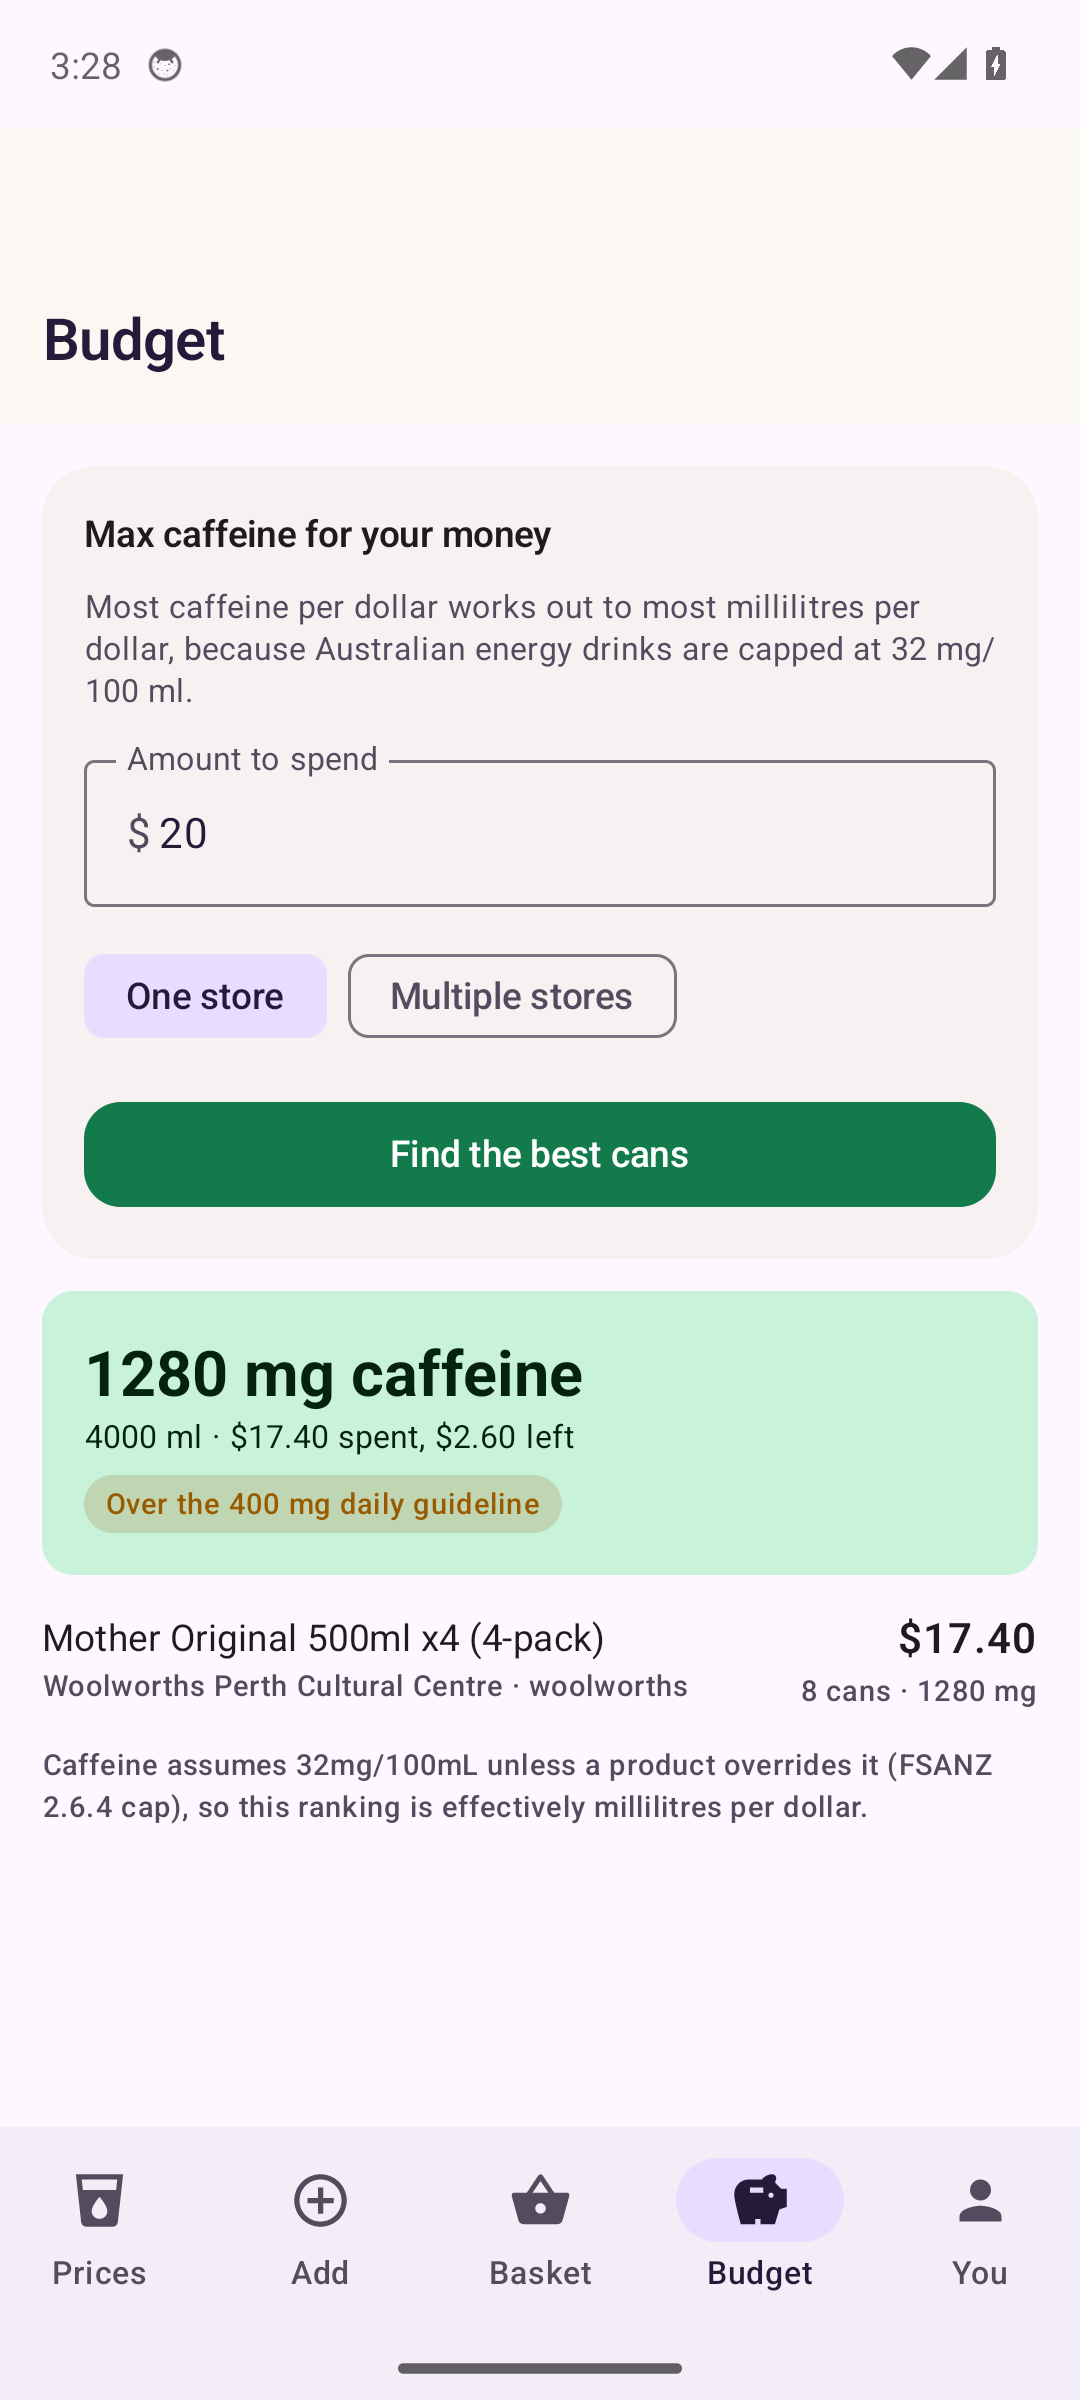 3:28
Budget
Max caffeine for your money
Most caffeine per dollar works out to most millilitres per
dollar, because Australian energy drinks are capped at 32 mg/
100 ml.
Amount to spend
$ 20
One store
Multiple stores
Find the best cans
1280 mg caffeine
4000 ml · $17.40 spent, $2.60 left
Over the 400 mg daily guideline
Mother Original 500ml x4 (4-pack)
$17.40
Woolworths Perth Cultural Centre · woolworths
8 cans · 1280 mg
Caffeine assumes 32mg/100mL unless a product overrides it (FSANZ
2.6.4 cap), so this ranking is effectively millilitres per dollar.
Prices
Add
Basket
Budget
You